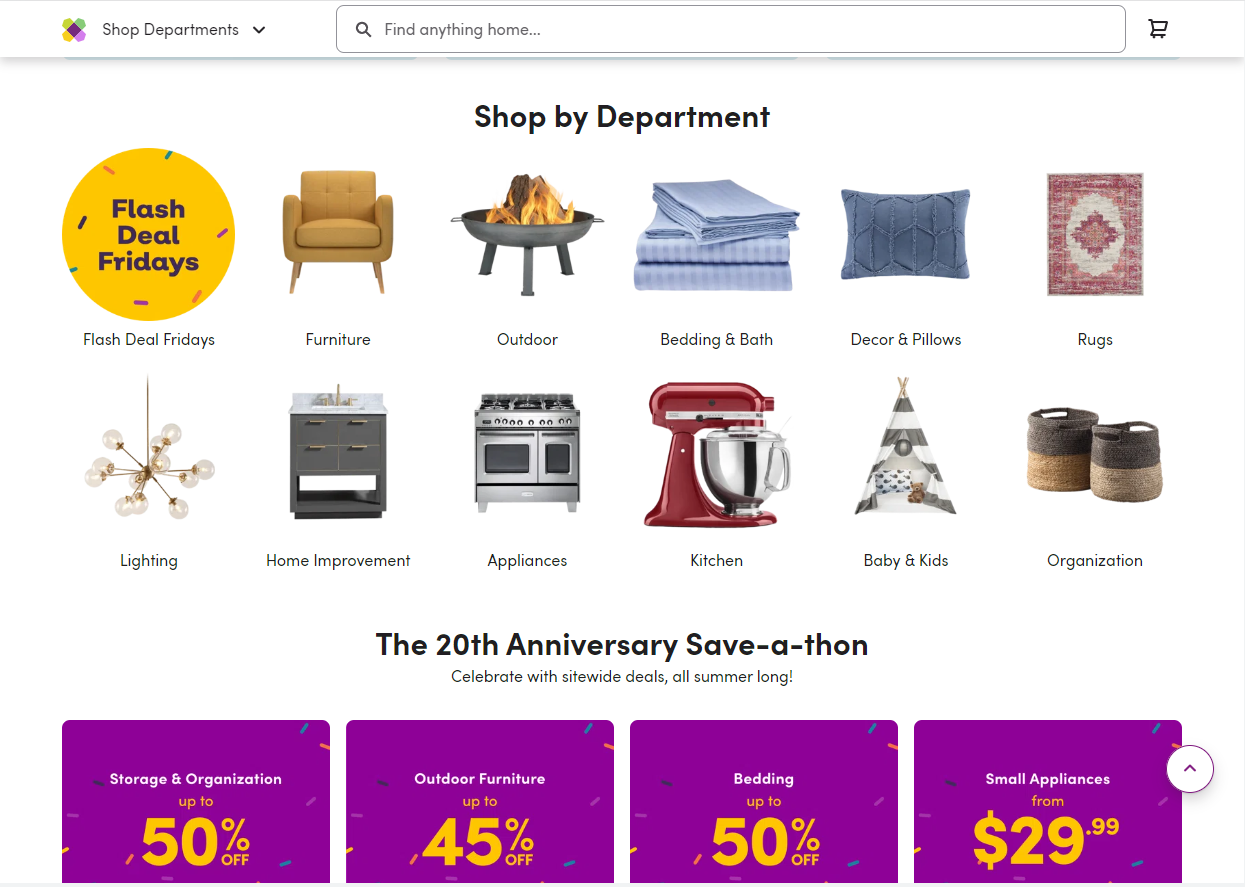 Shop Departments
Find anything home...
Shop by Department
Flash
Deal
Fridays
Flash Deal Fridays
Furniture
Outdoor
Bedding & Bath
Decor & Pillows
Rugs
Lighting
Home Improvement
Appliances
Kitchen
Baby & Kids
Organization
The 20th Anniversary Save-a-thon
Celebrate with sitewide deals, all summer long!
Storage & Organization
up to
50% OFF
Outdoor Furniture
up to
45% OFF
Bedding
up to
50% OFF
Small Appliances
from
$29.99